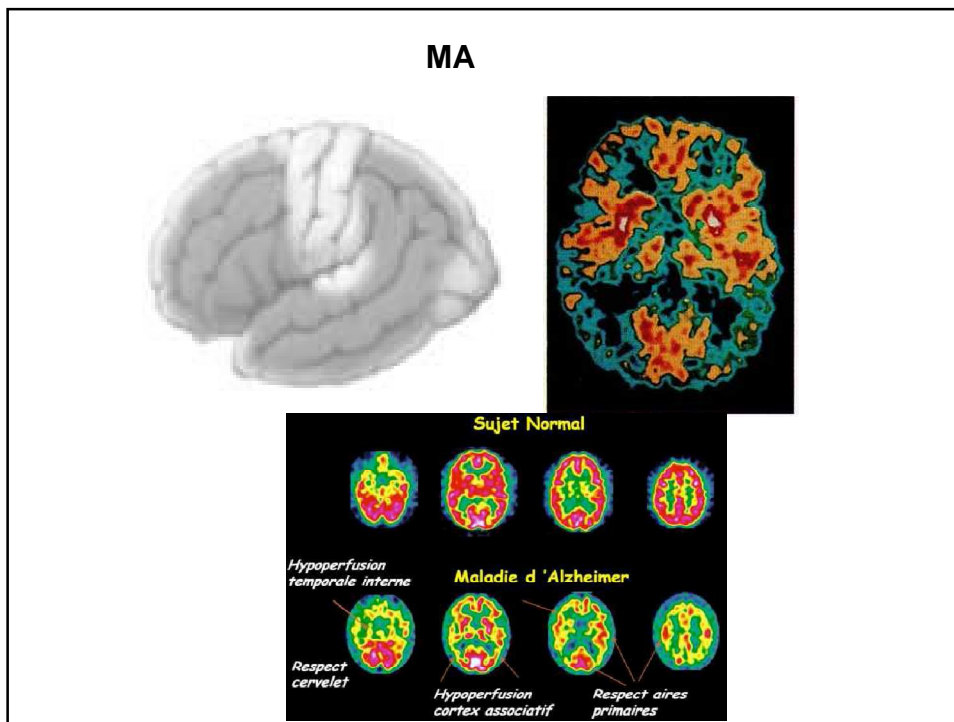 MA
Sujet Normal
Hypoperfusion
temporale interne
Maladie d 'Alzheimer
Respect
cervelet
Hypoperfusion
cortex associatif
Respect aires
primaires